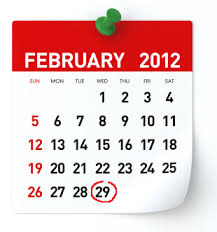 FEBRUARY 2012
SUN MON TUE WED THU FRI SAT
1 2 3 4
5 6 7 8 9 10 11
12 13 14 15 16 17 18
19 20 21 22 23 24 25
26 27 28 29